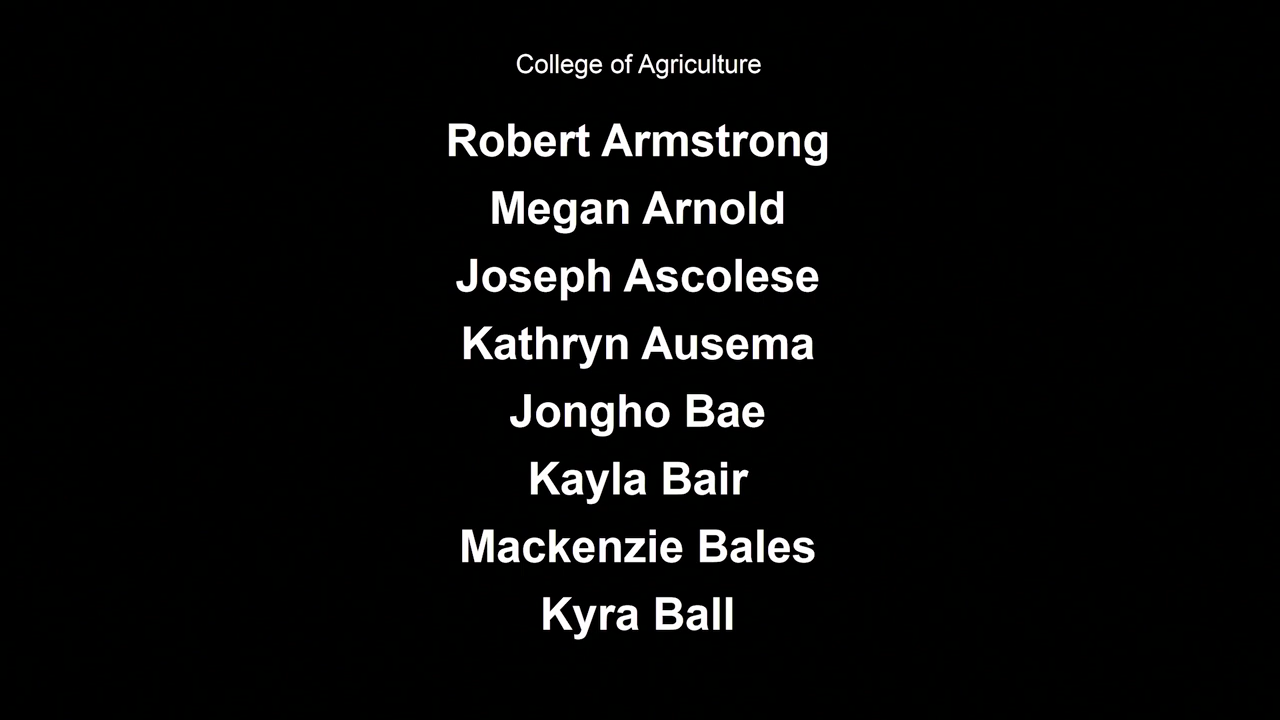 College of Agriculture
Robert Armstrong
Megan Arnold
Joseph Ascolese
Kathryn Ausema
Jongho Bae
Kayla Bair
Mackenzie Bales
Kyra Ball